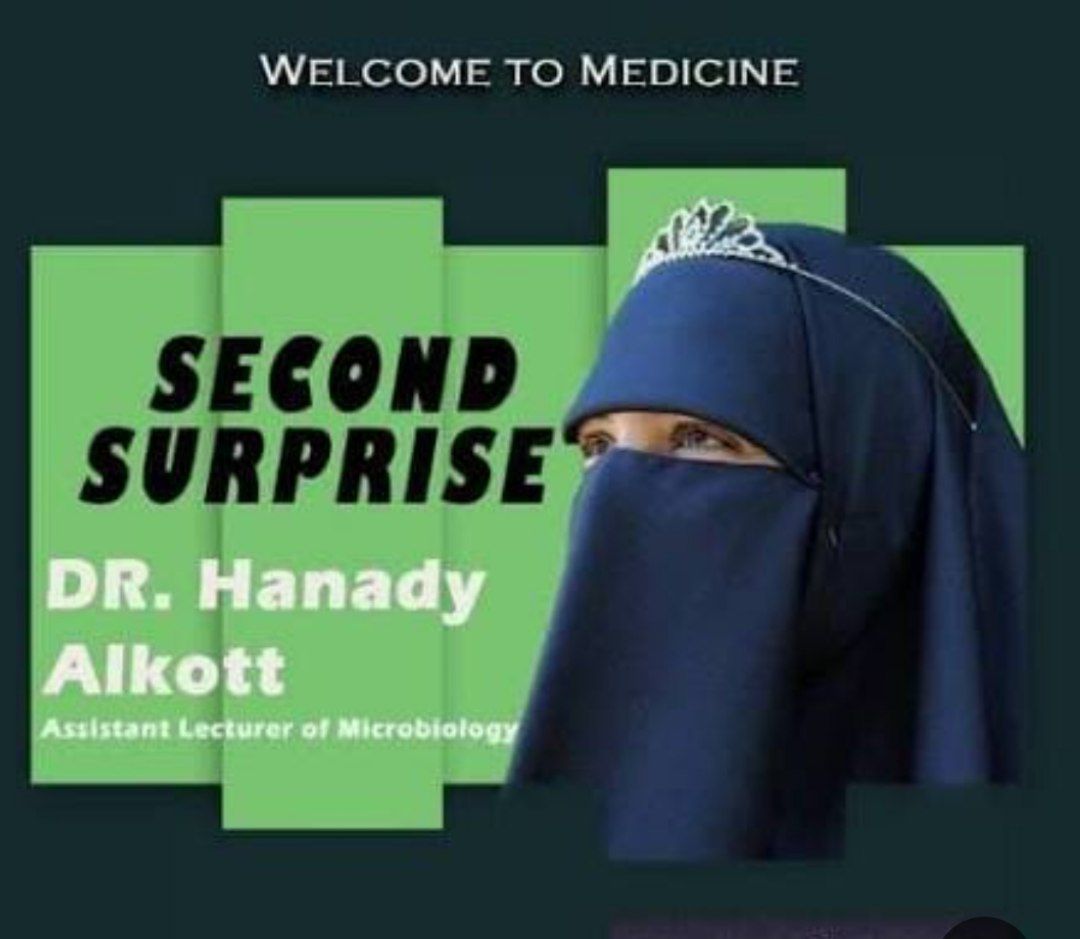 WELCOME TO MEDICINE
SECOND
SURPRISE
DR. Hanady
Alkott
Assistant Lecturer of Microbiology